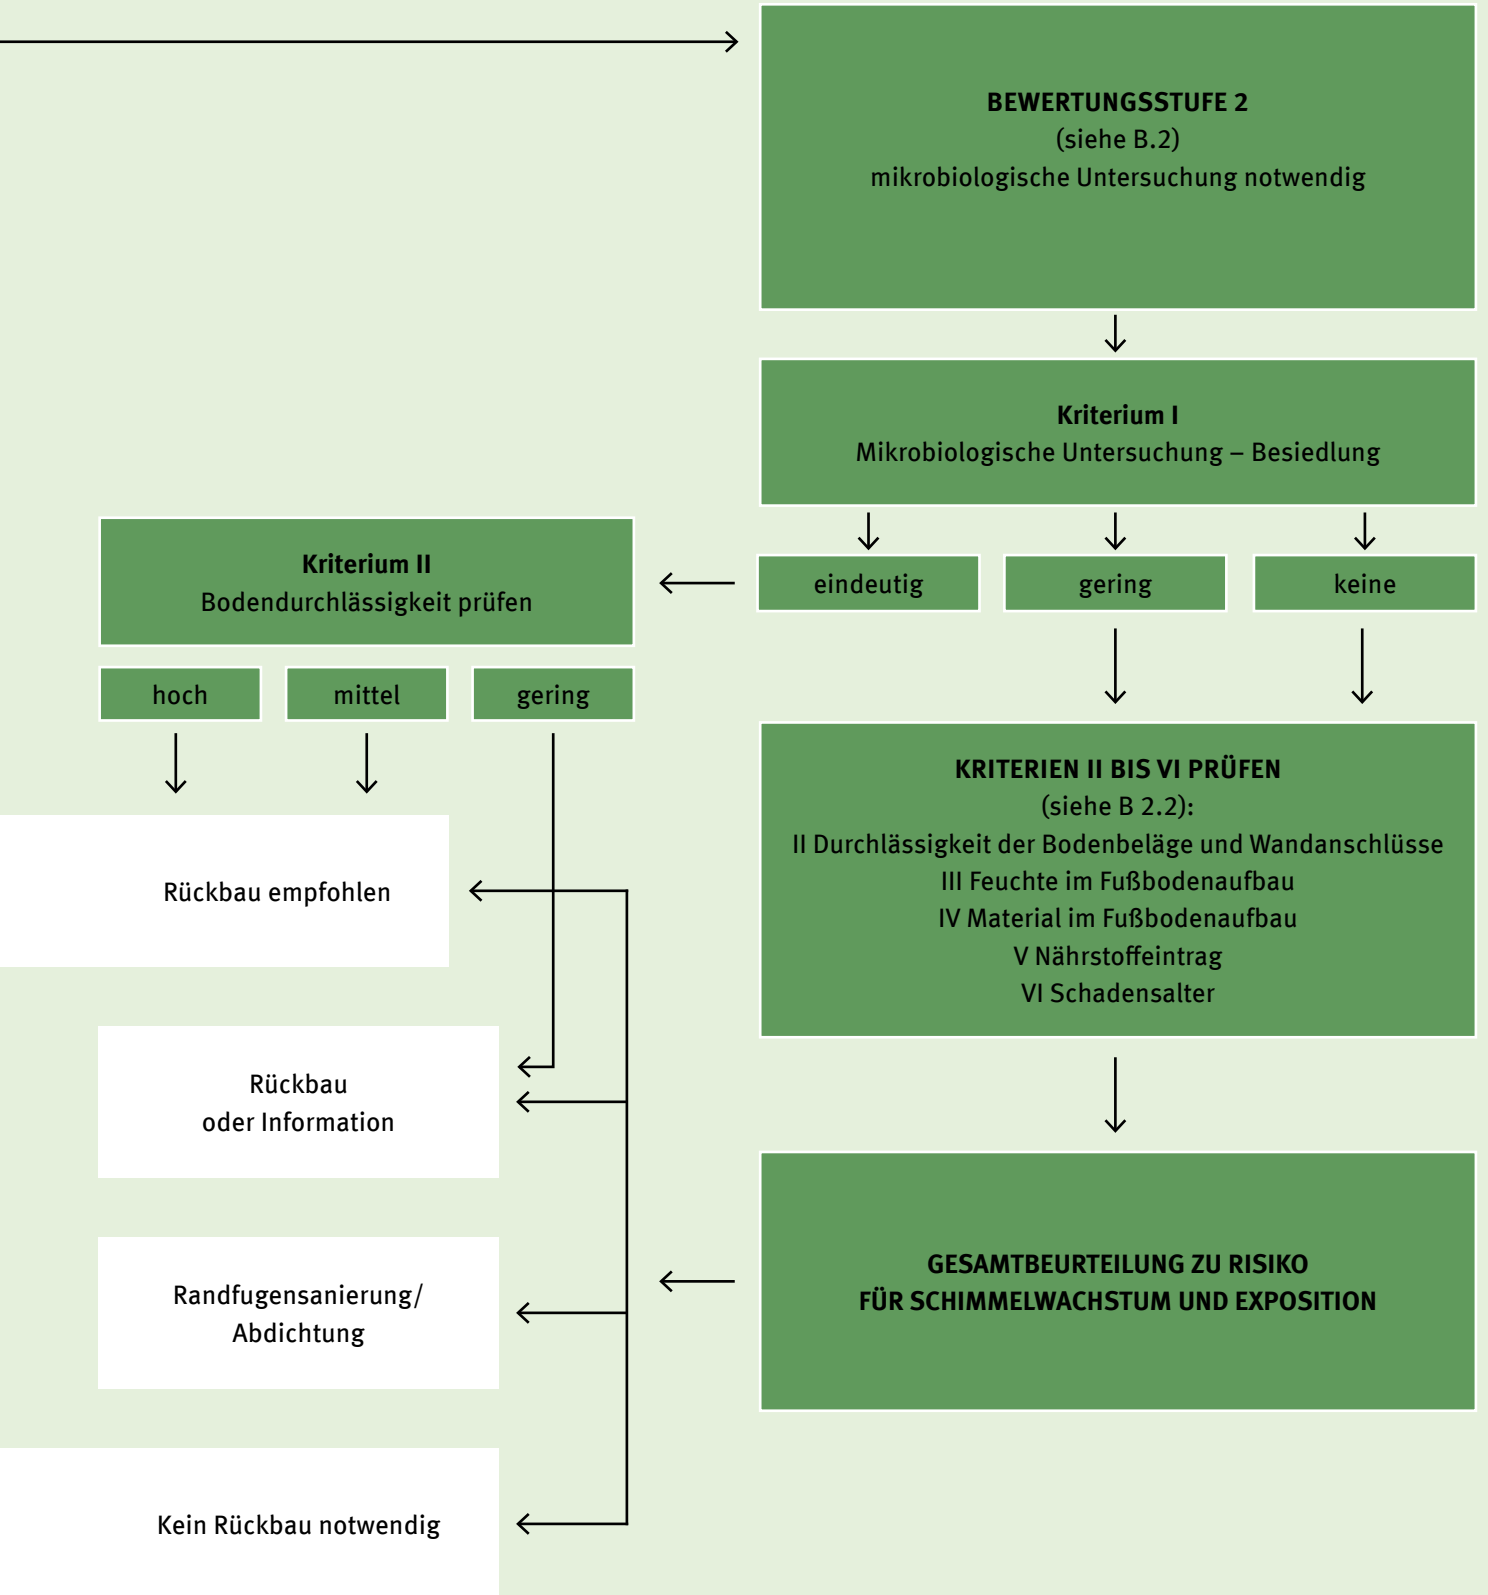 BEWERTUNGSSTUFE 2
(siehe B.2)
mikrobiologische Untersuchung notwendig
Kriterium I
Mikrobiologische Untersuchung – Besiedlung
eindeutig
gering
keine
Kriterium II
Bodendurchlässigkeit prüfen
hoch
mittel
gering
KRITERIEN II BIS VI PRÜFEN
(siehe B 2.2):
II Durchlässigkeit der Bodenbeläge und Wandanschlüsse
III Feuchte im Fußbodenaufbau
IV Material im Fußbodenaufbau
V Nährstoffeintrag
VI Schadensalter
GESAMTBEURTEILUNG ZU RISIKO
FÜR SCHIMMELWACHSTUM UND EXPOSITION
Rückbau empfohlen
Rückbau
oder Information
Randfugensanierung/
Abdichtung
Kein Rückbau notwendig